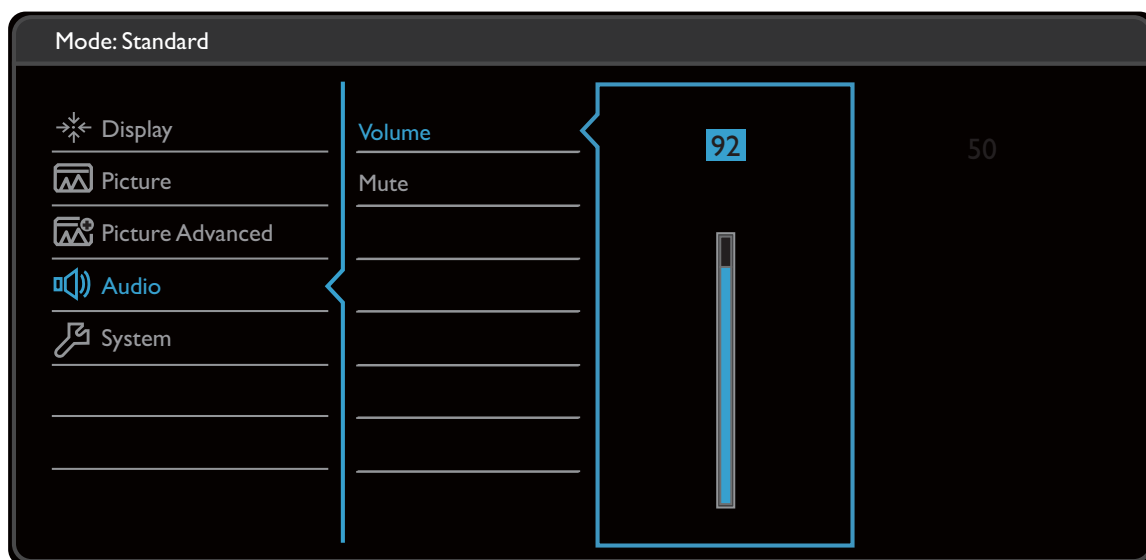 Mode: Standard
Display
Picture
Picture Advanced
Audio
System
Volume
Mute
92
50